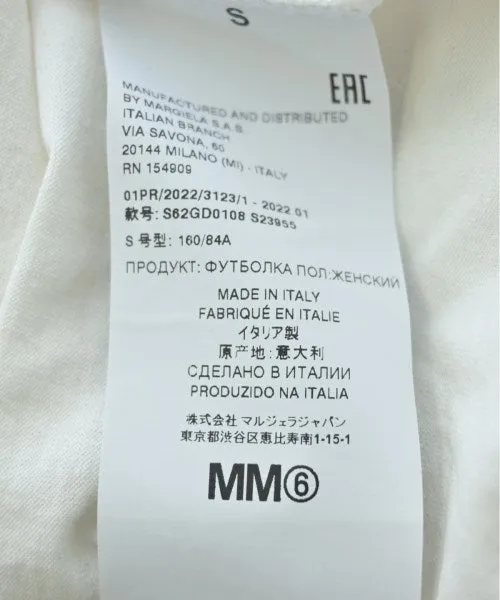 S
EAC
MANUFACTURED AND DISTRIBUTED
BY MARGIELA S.A.S.
ITALIAN BRANCH
VIA SAVONA, 60
20144 MILANO (MI) - ITALY
RN 154909
01PR/2022/3123/1 - 2022.01
款号: S62GD0108 S23955
S 号型: 160/84A
ПРОДУКТ: ФУТБОЛКА ПОЛ:ЖЕНСКИЙ
MADE IN ITALY
FABRIQUÉ EN ITALIE
イタリア製
原产地: 意大利
СДЕЛАНО В ИТАЛИИ
PRODUZIDO NA ITALIA
株式会社 マルジェラジャパン
東京都渋谷区恵比寿南1-15-1
MM⑥